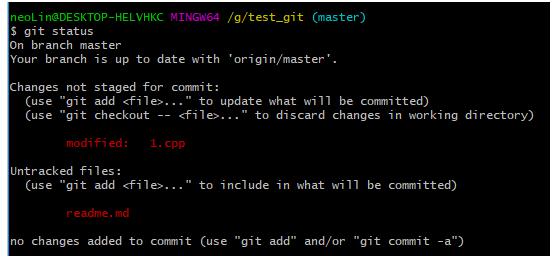 neoLin@DESKTOP-HELVHKC MINGW64 /g/test_git (master)
$ git status
On branch master
Your branch is up to date with 'origin/master'.
Changes not staged for commit:
(use "git add <file>..." to update what will be committed)
(use "git checkout -- <file>..." to discard changes in working directory)
modified: 1.cpp
Untracked files:
(use "git add <file>..." to include in what will be committed)
readme.md
no changes added to commit (use "git add" and/or "git commit -a")